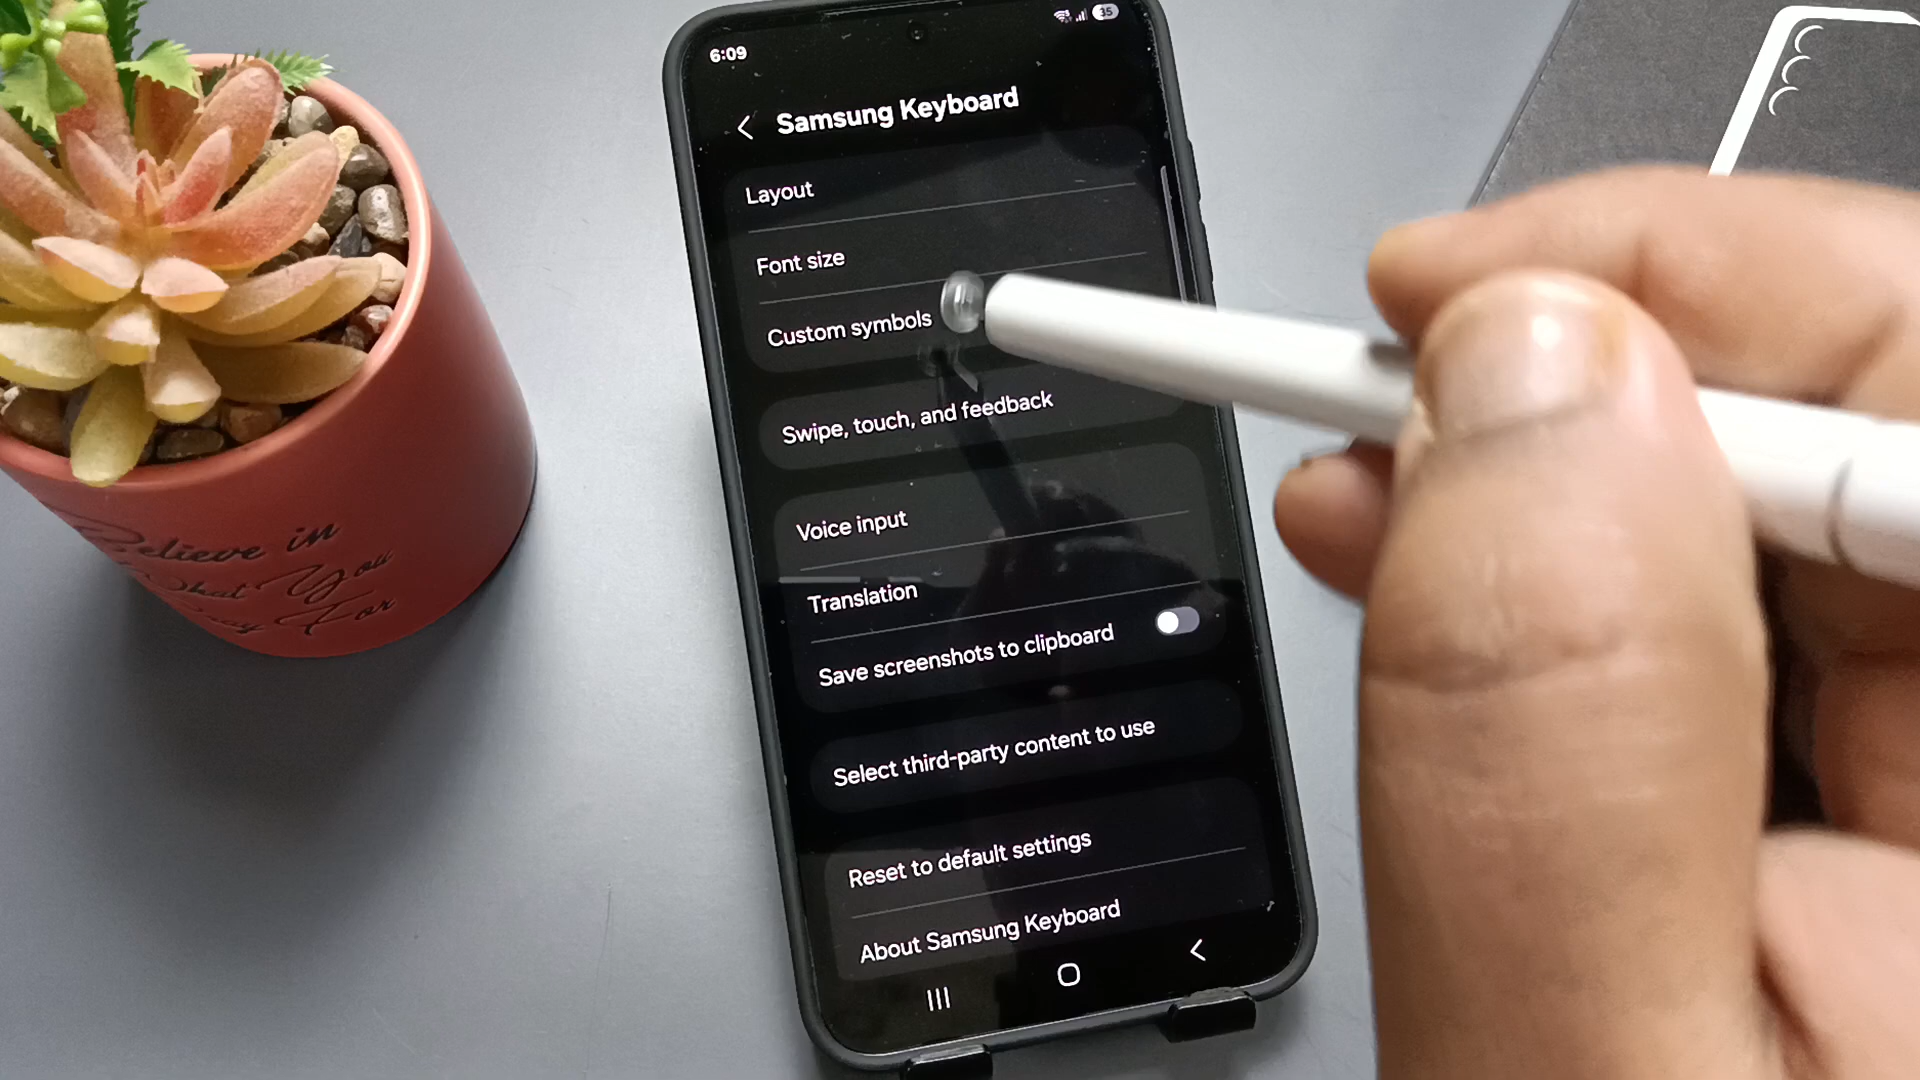 6:09
35
Samsung Keyboard
Layout
Font size
Custom symbols
Swipe, touch, and feedback
Voice input
Translation
Save screenshots to clipboard
Select third-party content to use
Reset to default settings
About Samsung Keyboard
Believe in
What You
For